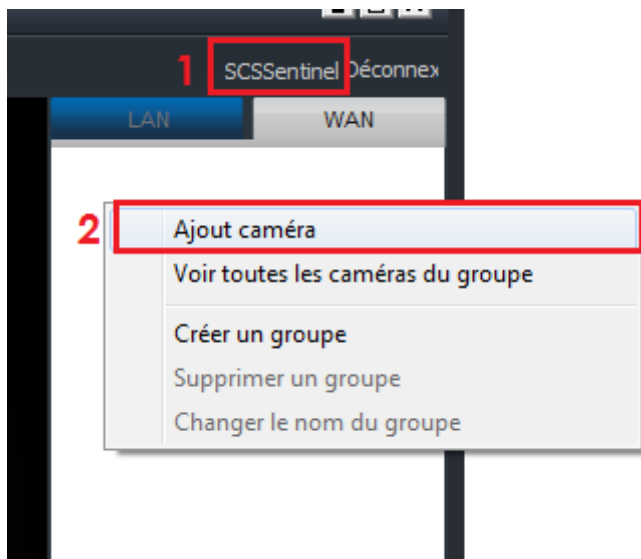 1 SCSSentinel Déconnex
LAN WAN
2 Ajout caméra
Voir toutes les caméras du groupe
Créer un groupe
Supprimer un groupe
Changer le nom du groupe